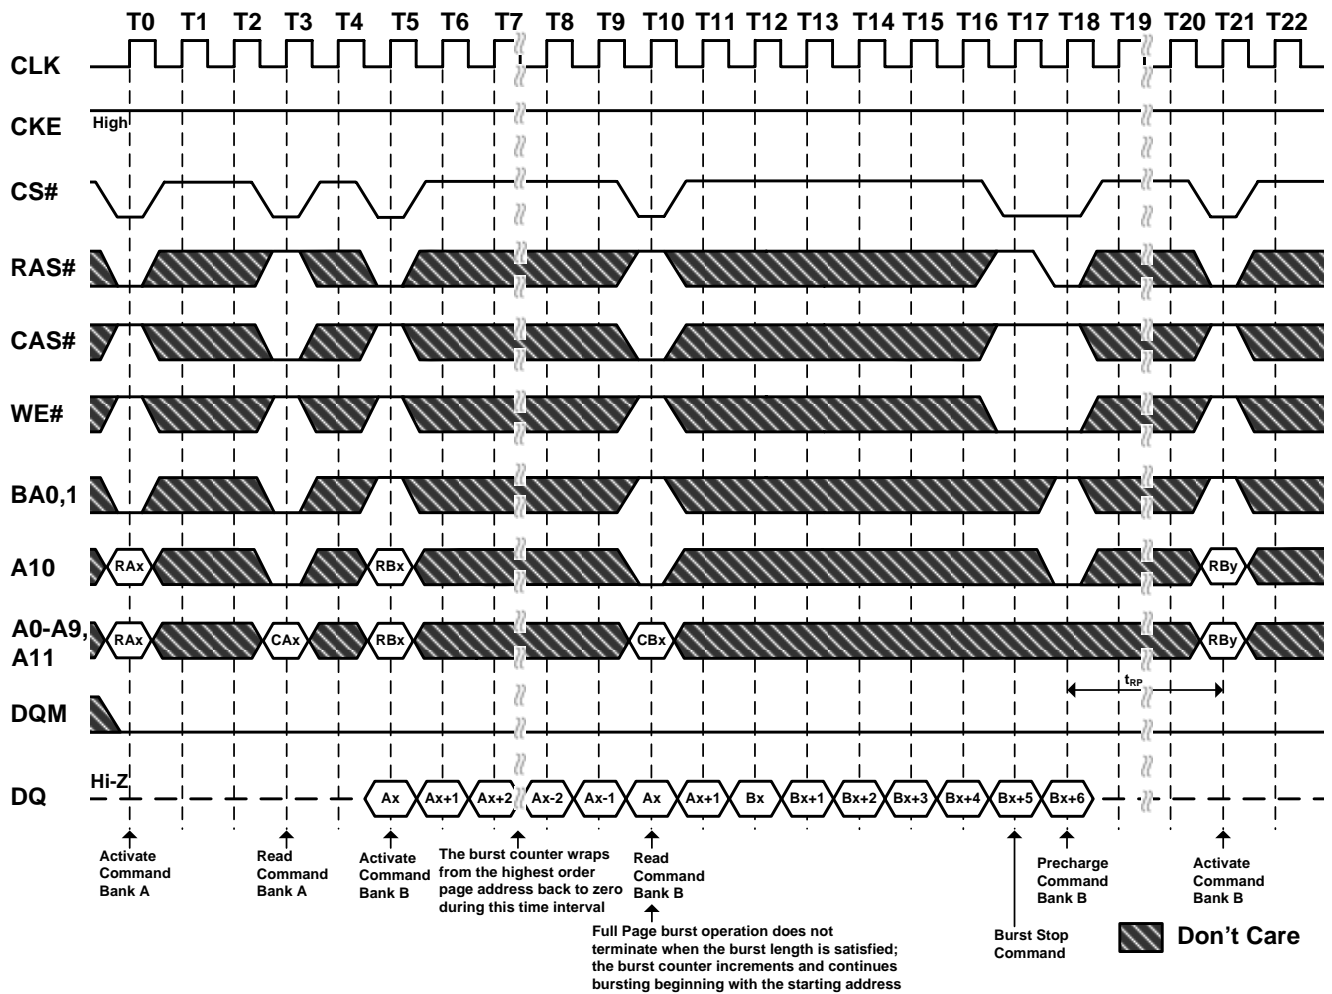 T0 T1 T2 T3 T4 T5 T6 T7 T8 T9 T10 T11 T12 T13 T14 T15 T16 T17 T18 T19 T20 T21 T22
CLK
CKE
High
CS#
RAS#
CAS#
WE#
BA0,1
A10
RAx RBx RBy
A0-A9,
A11
RAx CAx RBx CBx RBy
tRP
DQM
Hi-Z
DQ
Ax Ax+1 Ax+2 Ax-2 Ax-1 Ax Ax+1 Bx Bx+1 Bx+2 Bx+3 Bx+4 Bx+5 Bx+6
Activate
Command
Bank A
Read
Command
Bank A
Activate
Command
Bank B
The burst counter wraps
from the highest order
page address back to zero
during this time interval
Read
Command
Bank B
Full Page burst operation does not
terminate when the burst length is satisfied;
the burst counter increments and continues
bursting beginning with the starting address
Burst Stop
Command
Precharge
Command
Bank B
Activate
Command
Bank B
Don't Care